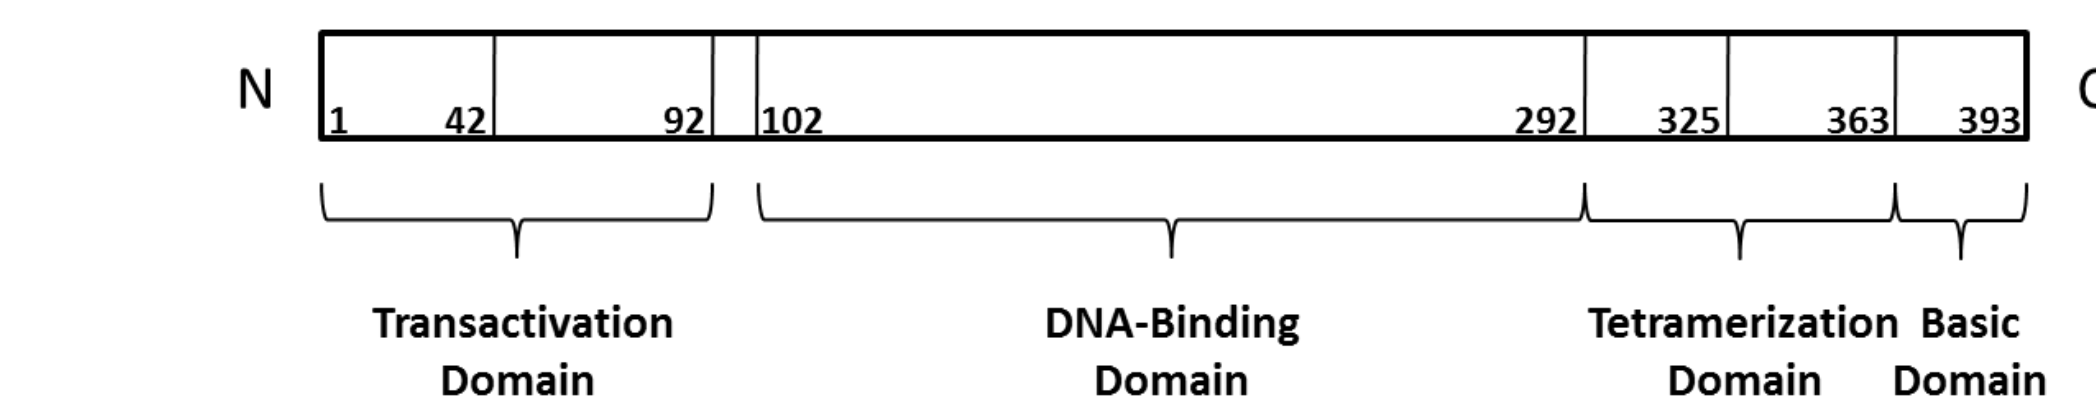 N 1 42 92 102 292 325 363 393 C
Transactivation DNA-Binding Tetramerization Basic
Domain Domain Domain Domain